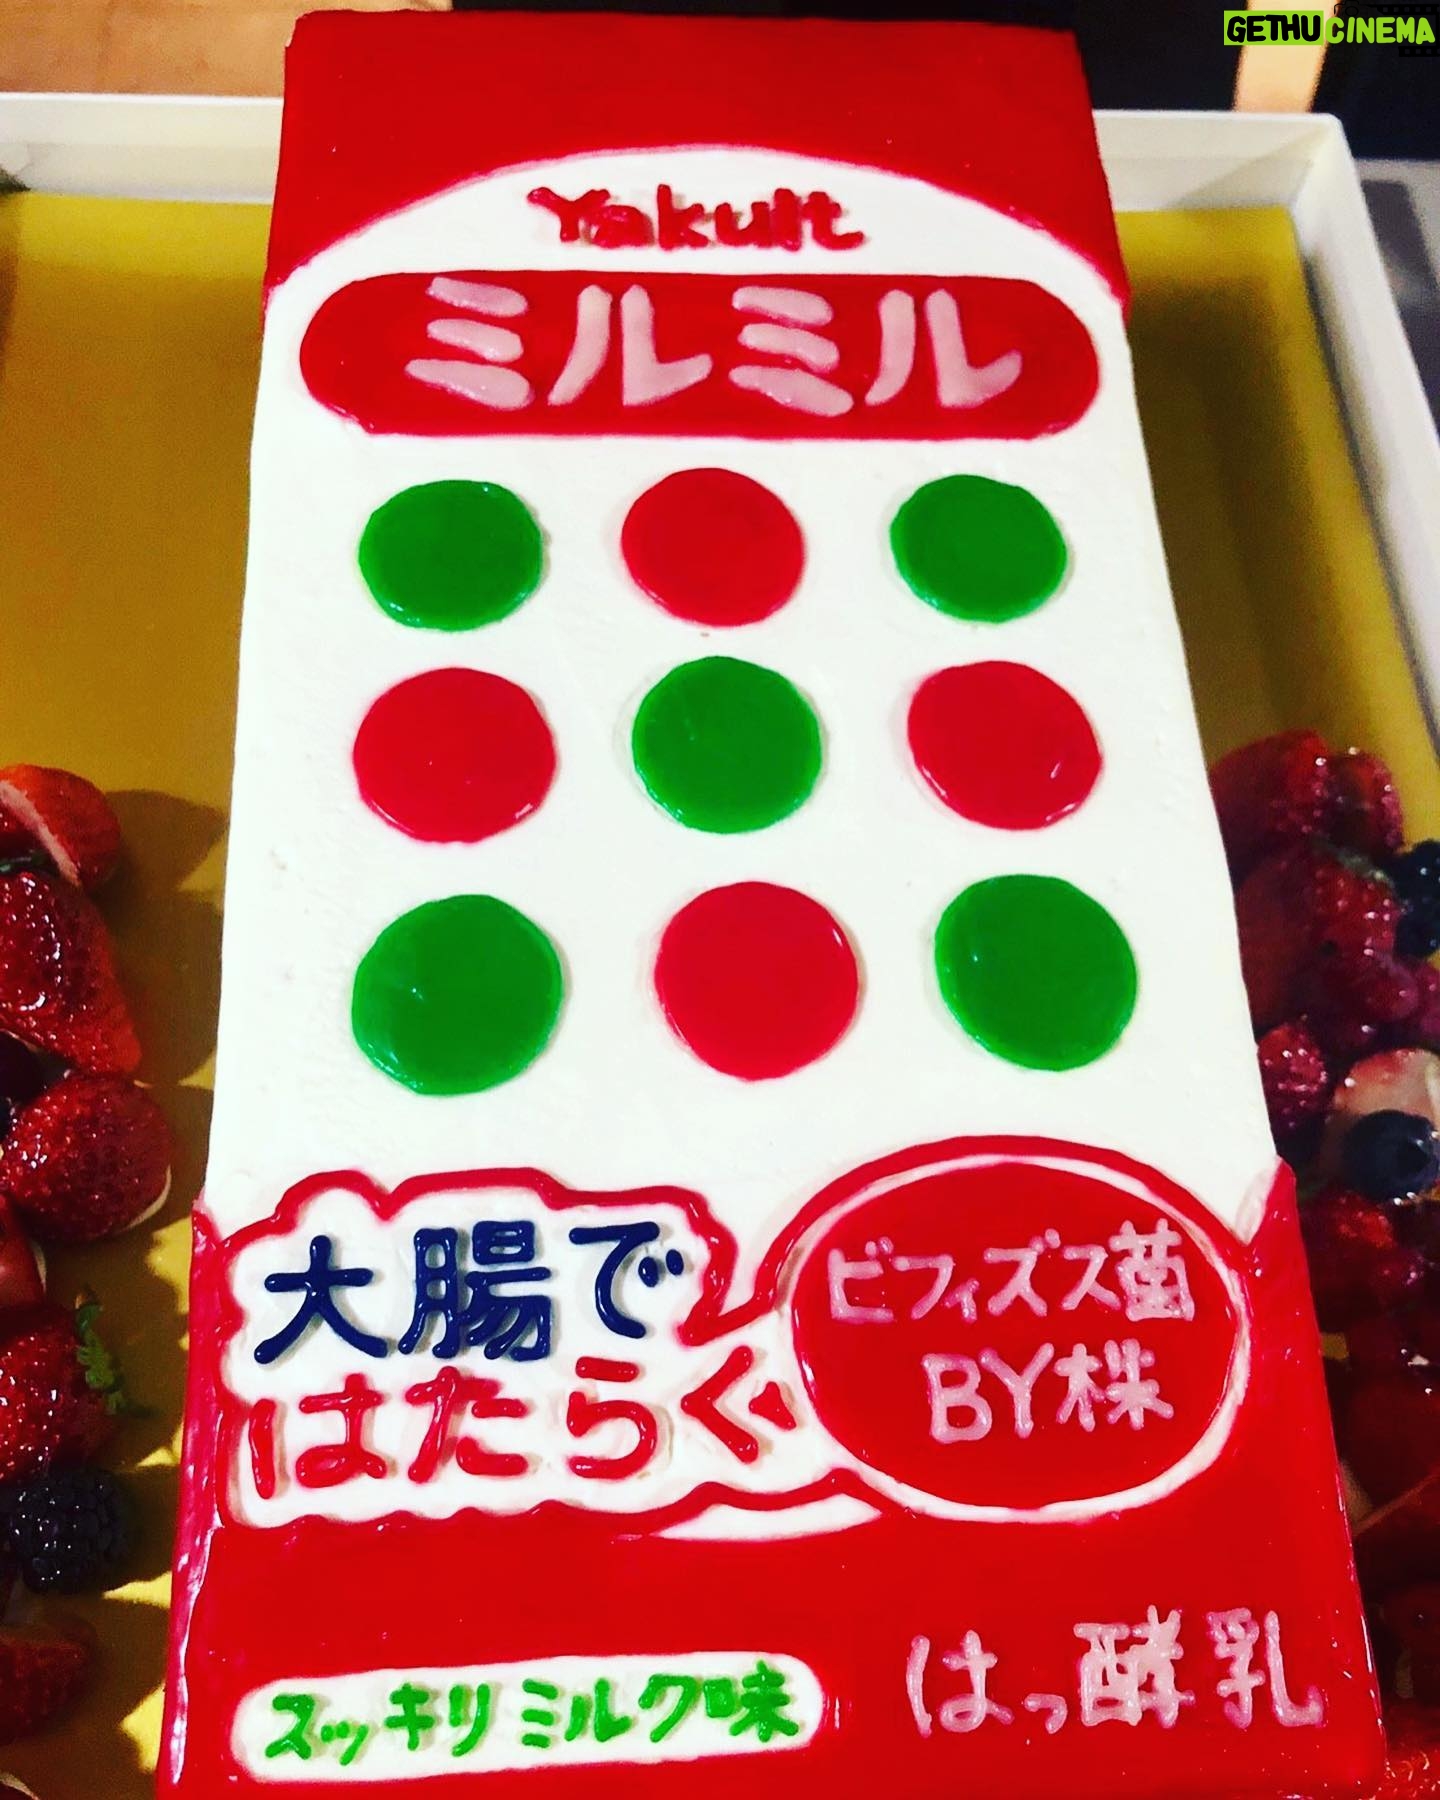 GETHU CINEMA
Yakult
ミルミル
大腸で
はたらく
ビフィズス菌
BY株
スッキリミルク味
はっ酵乳